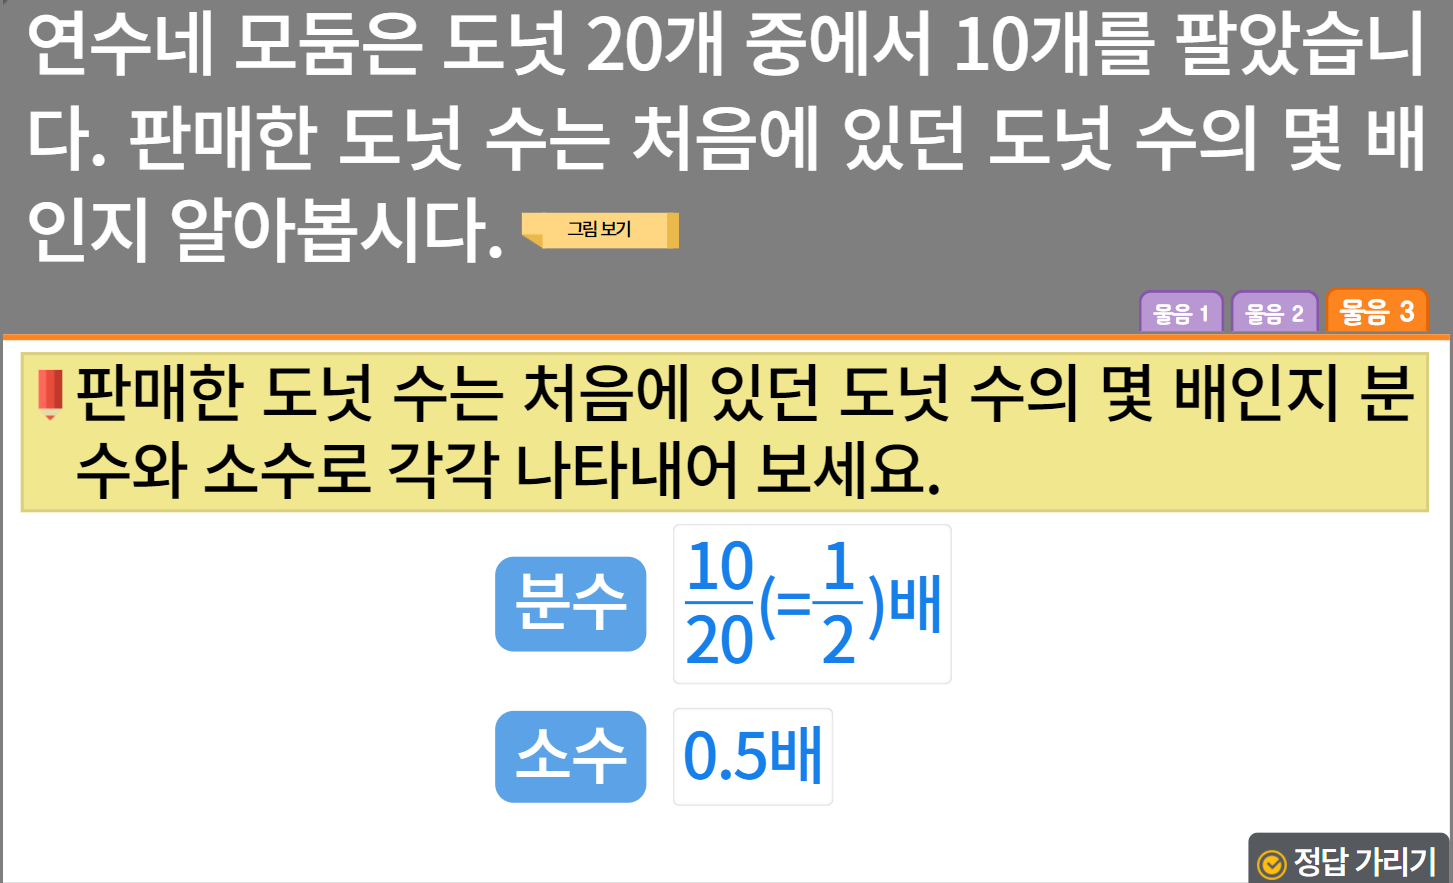 연수네 모둠은 도넛 20개 중에서 10개를 팔았습니
다. 판매한 도넛 수는 처음에 있던 도넛 수의 몇 배
인지 알아봅시다. 그림 보기
물음 1 물음 2 물음 3
판매한 도넛 수는 처음에 있던 도넛 수의 몇 배인지 분
수와 소수로 각각 나타내어 보세요.
분수 10/20(=1/2)배
소수 0.5배
정답 가리기